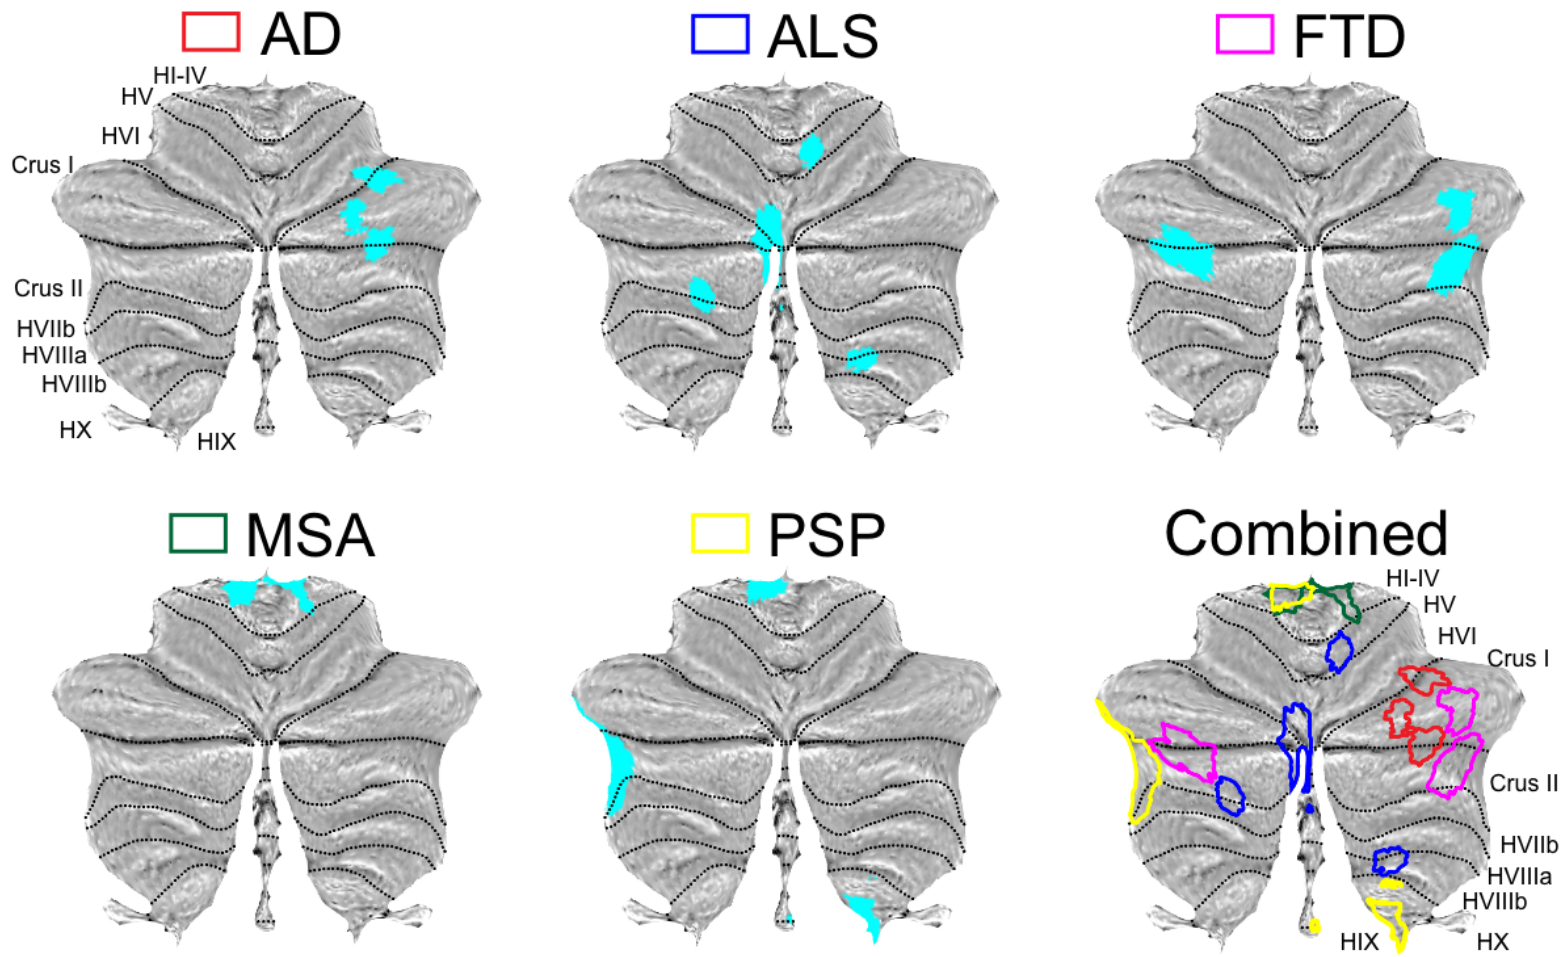 AD
ALS
FTD
HI-IV
HV
HVI
Crus I
Crus II
HVIIb
HVIIIa
HVIIIb
HX
HIX
MSA
PSP
Combined
HI-IV
HV
HVI
Crus I
Crus II
HVIIb
HVIIIa
HVIIIb
HIX
HX